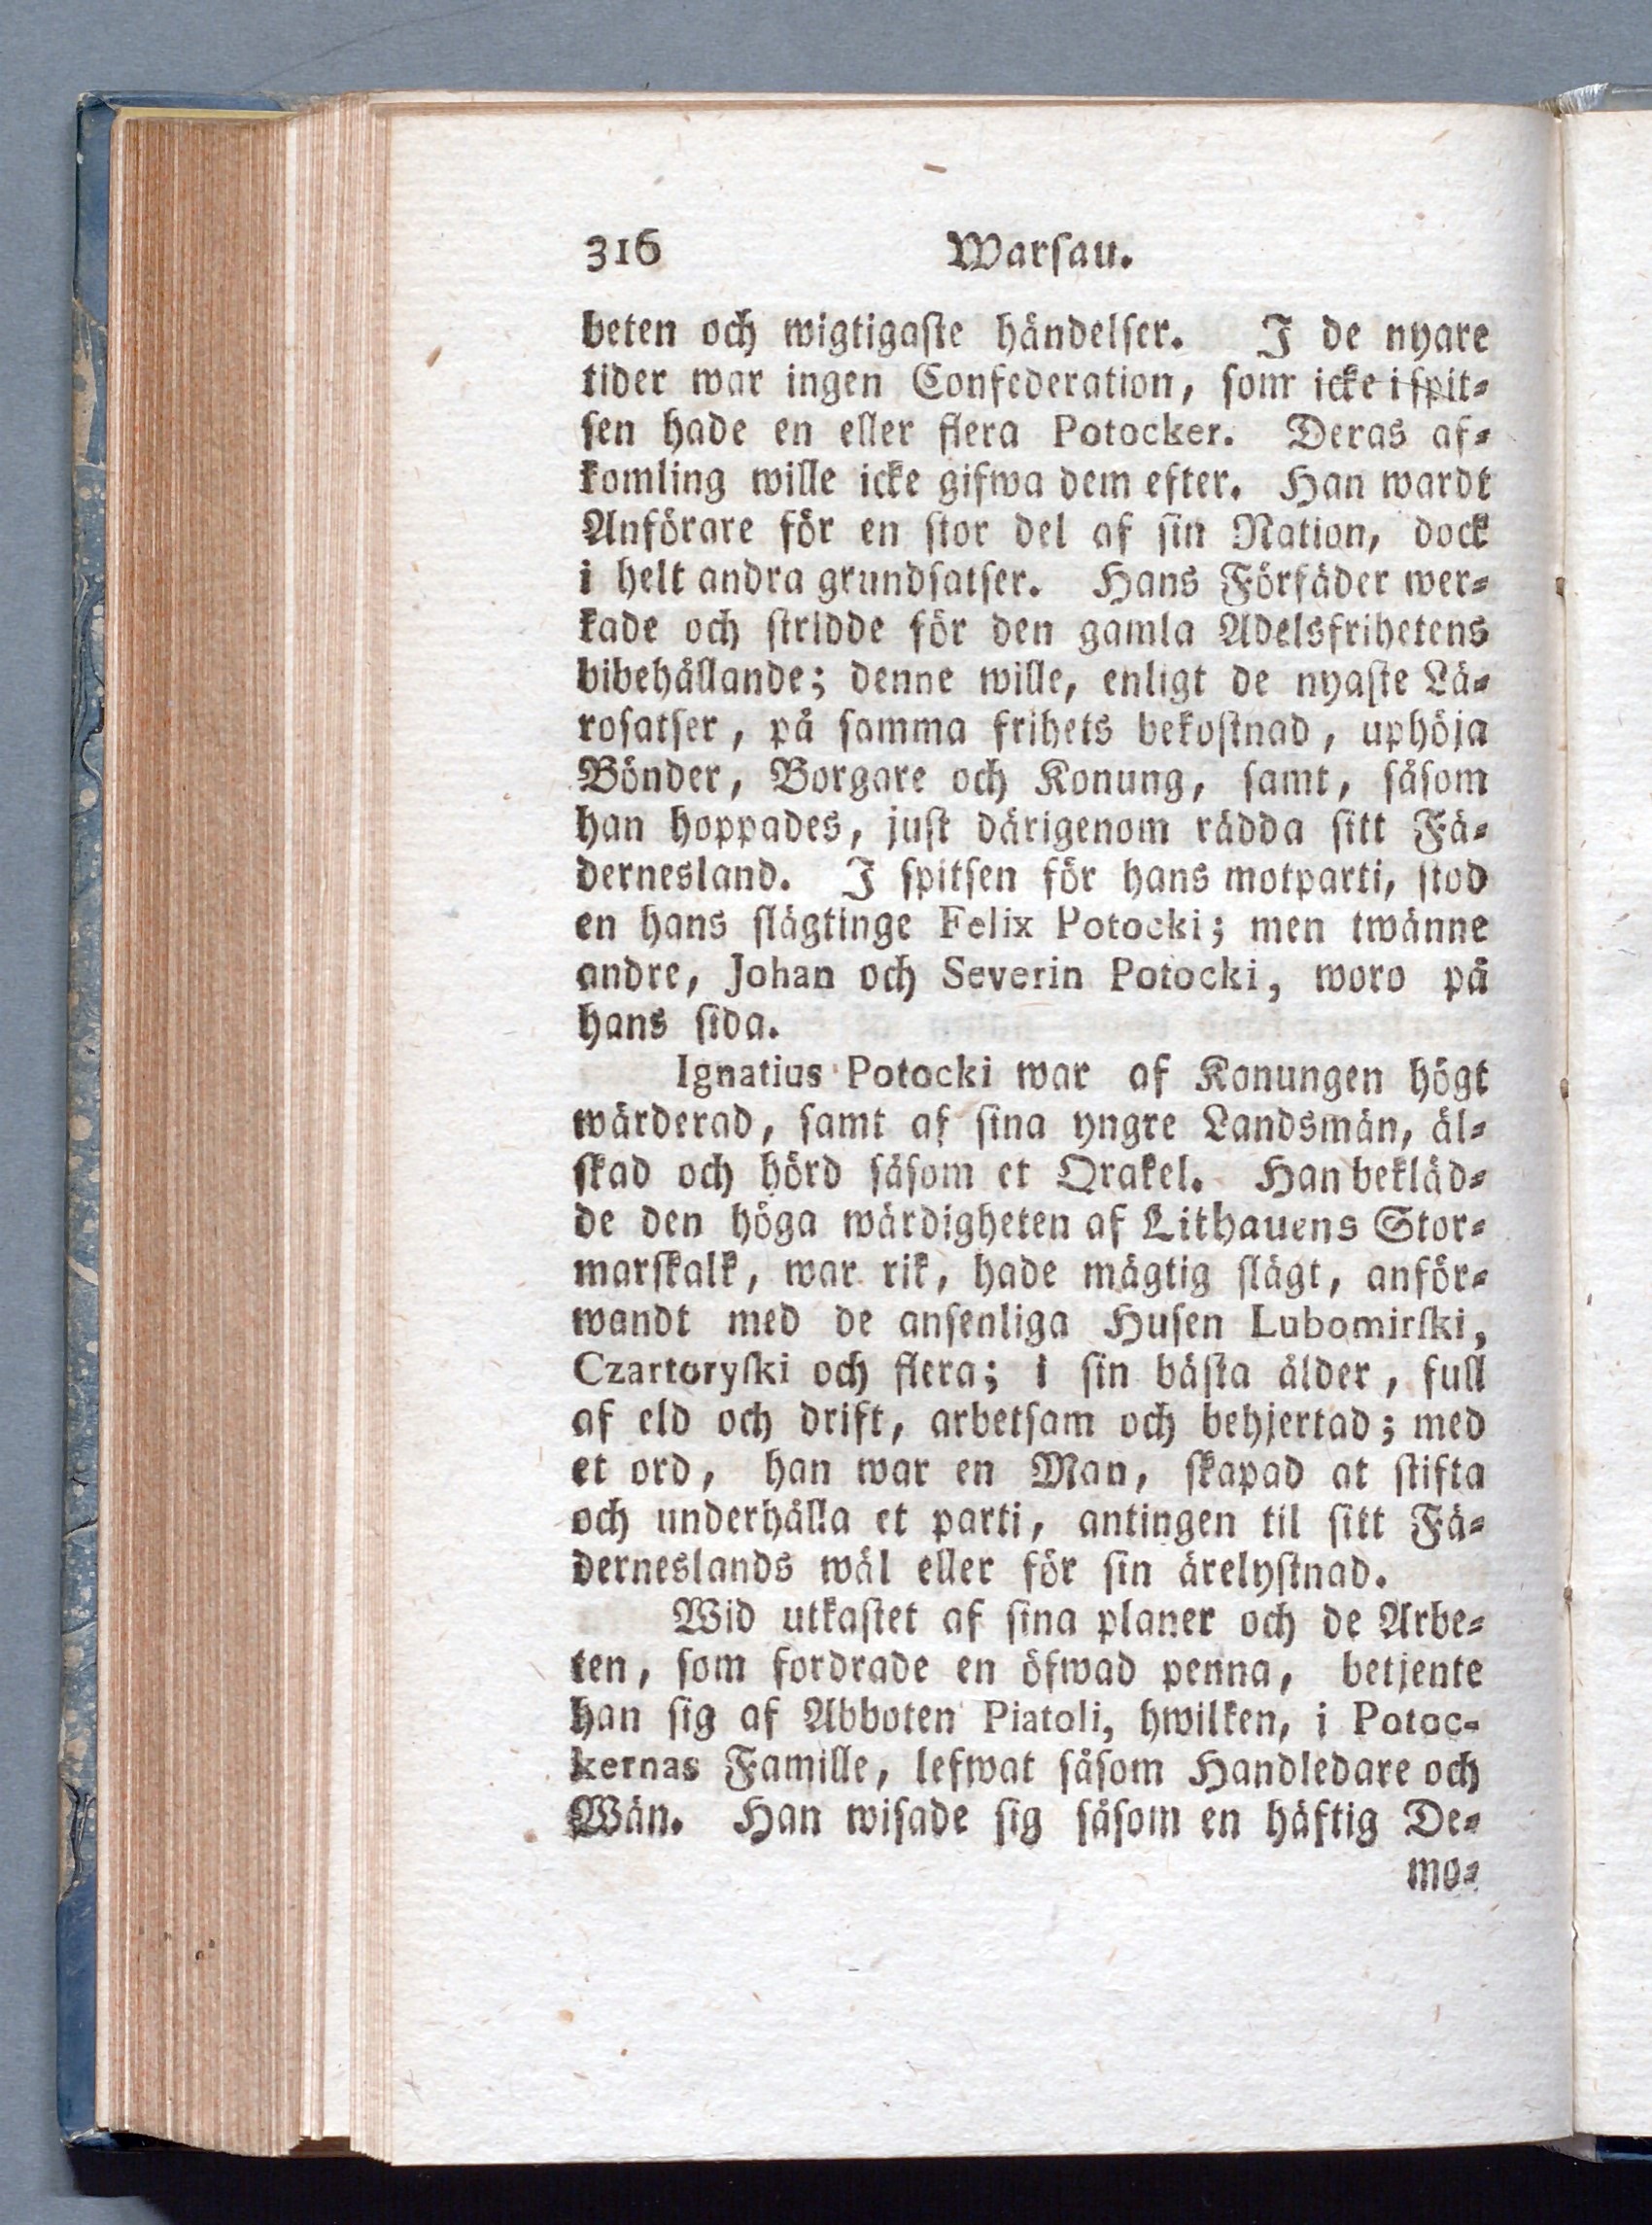 316 Warsau.
beten och wigtigaste händelser. I de nyare
tider war ingen Confederation, som icke i spit-
sen hade en eller flera Potocker. Deras af-
komling wille icke gifwa dem efter. Han wardt
Anförare för en stor del af sin Nation, dock
i helt andra grundsatser. Hans Förfäder wer-
kade och stridde för den gamla Adelsfrihetens
bibehållande; denne wille, enligt de nyaste Lä-
rosatser, på samma frihets bekostnad, uphöja
Bönder, Borgare och Konung, samt, såsom
han hoppades, just därigenom rädda sitt Fä-
dernesland. I spitsen för hans motparti, stod
en hans slägtinge Felix Potocki; men twänne
andre, Johan och Severin Potocki, woro på
hans sida.
Ignatius Potocki war af Konungen högt
wärderad, samt af sina yngre Landsmän, äl-
skad och hörd såsom et Orakel. Han beklåd-
de den höga wärdigheten af Lithauens Stor-
marskalk, war rik, hade mägtig slägt, anför-
wandt med de ansenliga Husen Lubomirski,
Czartoryski och flera; i sin bästa ålder, full
af eld och drift, arbetsam och behjertad; med
et ord, han war en Man, skapad at stifta
och underhålla et parti, antingen til sitt Fä-
derneslands wäl eller för sin ärelystnad.
Wid utkastet af sina planer och de Arbe-
ten, som fordrade en öfwad penna, betjente
han sig af Abboten Piatoli, hwilken, i Potoc-
kernas Famille, lefwat såsom Handledare och
Wän. Han wisade sig såsom en häftig De-
mo-